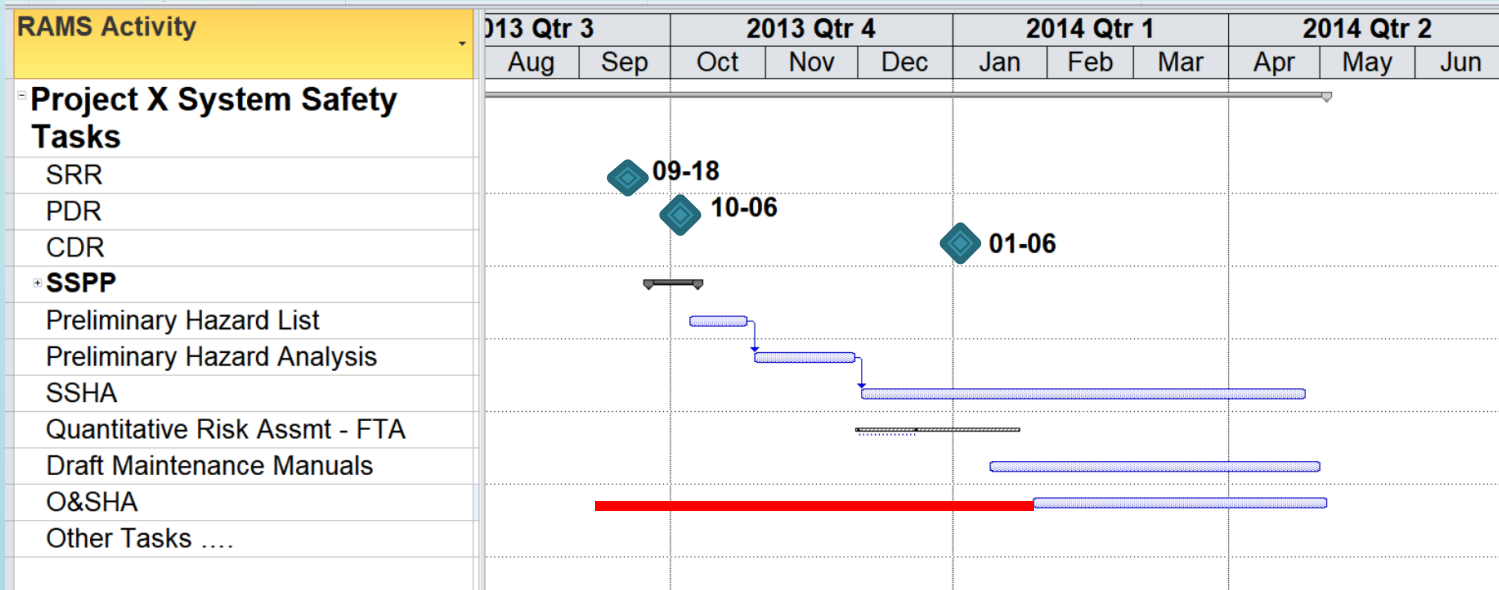 RAMS Activity
013 Qtr 3 2013 Qtr 4 2014 Qtr 1 2014 Qtr 2
Aug Sep Oct Nov Dec Jan Feb Mar Apr May Jun
Project X System Safety
Tasks
SRR 09-18
PDR 10-06
CDR 01-06
SSPP
Preliminary Hazard List
Preliminary Hazard Analysis
SSHA
Quantitative Risk Assmt - FTA
Draft Maintenance Manuals
O&SHA
Other Tasks ....